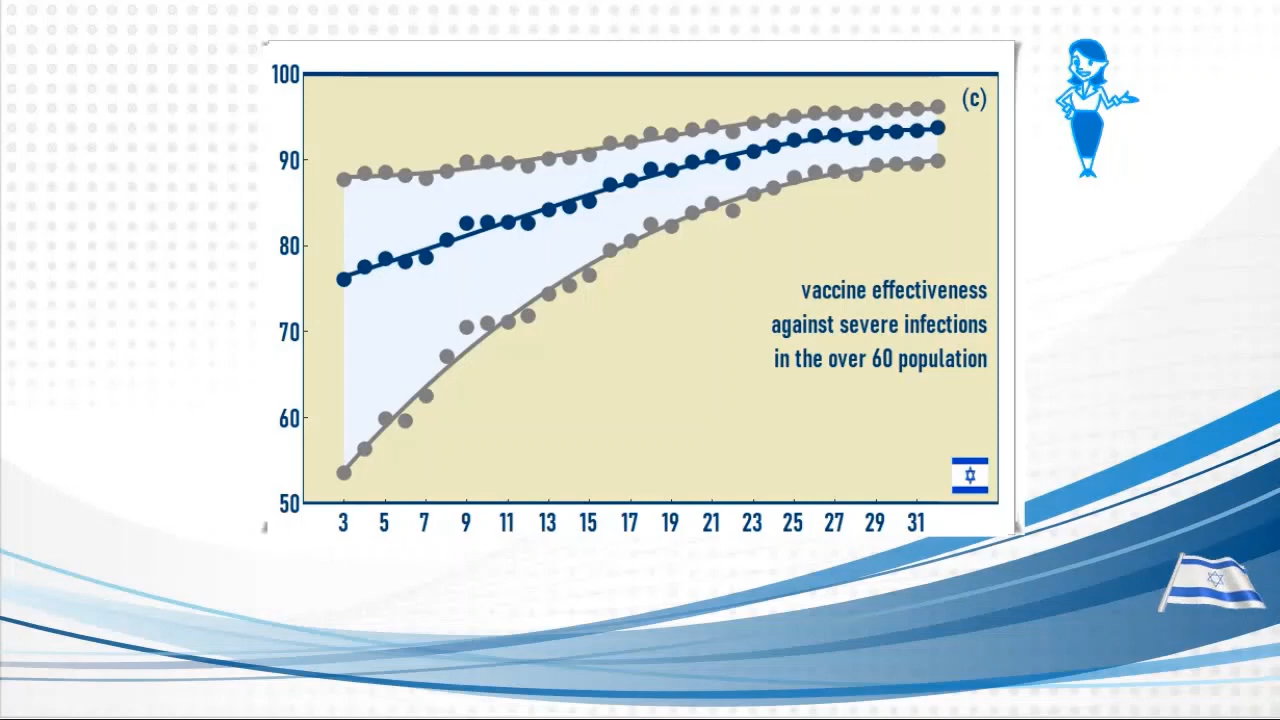 100
(c)
90
80
vaccine effectiveness
against severe infections
70
in the over 60 population
60
50
3 5 7 9 11 13 15 17 19 21 23 25 27 29 31